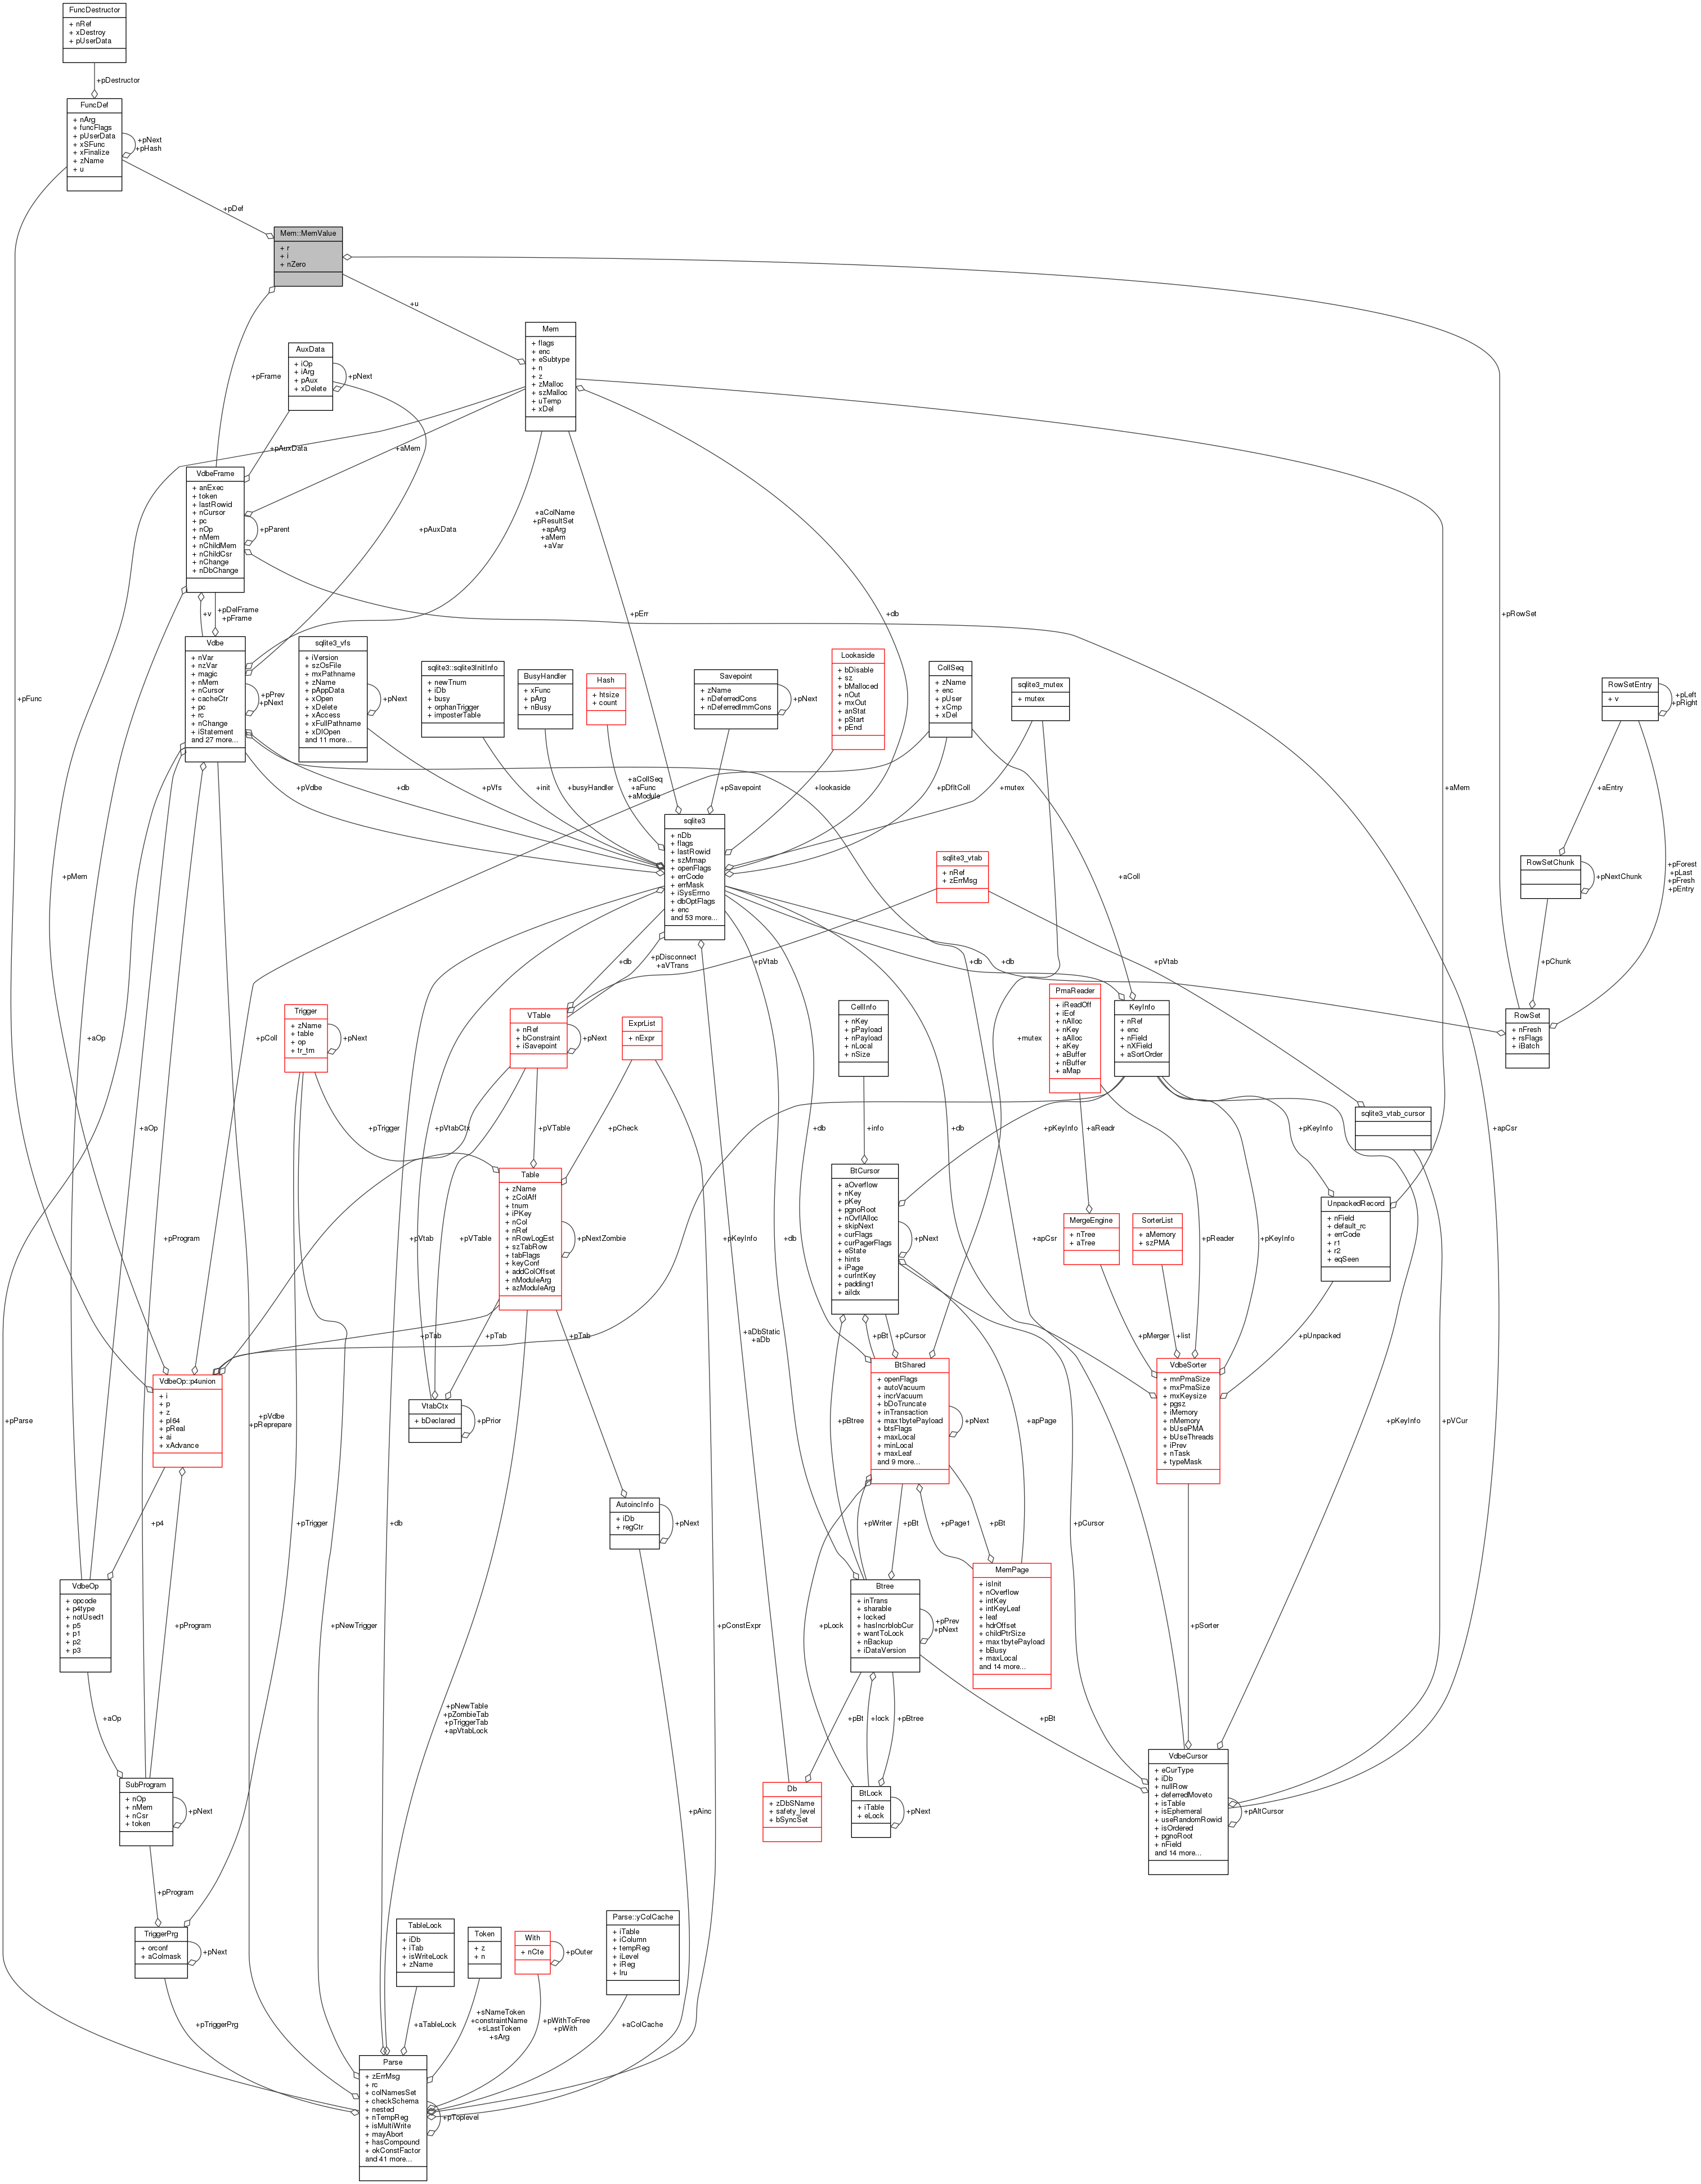 FuncDestructor
+ nRef
+ xDestroy
+ pUserData
+pDestructor
FuncDef
+ nArg
+ funcFlags
+ pUserData
+ xSFunc
+ xFinalize
+ zName
+ u
+pNext
+pHash
+pDef
Mem::MemValue
+ r
+ i
+ nZero
+pFunc
+u
Mem
+ flags
+ enc
+ eSubtype
+ n
+ z
+ zMalloc
+ szMalloc
+ uTemp
+ xDel
AuxData
+ iOp
+ iArg
+ pAux
+ xDelete
+pNext
+pFrame
+pAuxData
+aMem
VdbeFrame
+ anExec
+ token
+ lastRowid
+ nCursor
+ pc
+ nOp
+ nMem
+ nChildMem
+ nChildCsr
+ nChange
+ nDbChange
+pParent
+pAuxData
+aColName
+pResultSet
+apArg
+aMem
+aVar
+v
+pDelFrame
+pFrame
+pErr
+db
+pRowSet
Vdbe
+ nVar
+ nzVar
+ magic
+ nMem
+ nCursor
+ cacheCtr
+ pc
+ rc
+ nChange
+ iStatement
and 27 more...
+pPrev
+pNext
sqlite3_vfs
+ iVersion
+ szOsFile
+ mxPathname
+ zName
+ pAppData
+ xOpen
+ xDelete
+ xAccess
+ xFullPathname
+ xDlOpen
and 11 more...
+pNext
sqlite3::sqlite3InitInfo
+ newTnum
+ iDb
+ busy
+ orphanTrigger
+ imposterTable
BusyHandler
+ xFunc
+ pArg
+ nBusy
Hash
+ htsize
+ count
Savepoint
+ zName
+ nDeferredCons
+ nDeferredImmCons
+pNext
Lookaside
+ bDisable
+ sz
+ bMalloced
+ nOut
+ mxOut
+ anStat
+ pStart
+ pEnd
CollSeq
+ zName
+ enc
+ pUser
+ xCmp
+ xDel
sqlite3_mutex
+ mutex
RowSetEntry
+ v
+pLeft
+pRight
+pVdbe
+db
+pVfs
+init
+busyHandler
+aCollSeq
+aFunc
+aModule
+pSavepoint
+lookaside
+pDfltColl
+mutex
+aMem
+aEntry
sqlite3
+ nDb
+ flags
+ lastRowid
+ szMmap
+ openFlags
+ errCode
+ errMask
+ iSysErrno
+ dbOptFlags
+ enc
and 53 more...
+pMem
sqlite3_vtab
+ nRef
+ zErrMsg
+aColl
RowSetChunk
+pNextChunk
+pForest
+pLast
+pFresh
+pEntry
+db
+pDisconnect
+aVTrans
+pVtab
+db
+db
+pVtab
+pChunk
Trigger
+ zName
+ table
+ op
+ tr_tm
+pNext
VTable
+ nRef
+ bConstraint
+ iSavepoint
+pNext
ExprList
+ nExpr
CellInfo
+ nKey
+ pPayload
+ nPayload
+ nLocal
+ nSize
PmaReader
+ iReadOff
+ iEof
+ nAlloc
+ nKey
+ aAlloc
+ aKey
+ aBuffer
+ nBuffer
+ aMap
KeyInfo
+ nRef
+ enc
+ nField
+ nXField
+ aSortOrder
RowSet
+ nFresh
+ rsFlags
+ iBatch
+aOp
+pColl
+mutex
sqlite3_vtab_cursor
+aOp
+pTrigger
+pVtabCtx
+pVTable
+pCheck
+db
+info
+db
+pKeyInfo
+aReadr
+pKeyInfo
+apCsr
Table
+ zName
+ zColAff
+ tnum
+ iPKey
+ nCol
+ nRef
+ nRowLogEst
+ szTabRow
+ tabFlags
+ keyConf
+ addColOffset
+ nModuleArg
+ azModuleArg
+pNextZombie
BtCursor
+ aOverflow
+ nKey
+ pKey
+ pgnoRoot
+ nOvflAlloc
+ skipNext
+ curFlags
+ curPagerFlags
+ eState
+ hints
+ iPage
+ curIntKey
+ padding1
+ aiIdx
+pNext
MergeEngine
+ nTree
+ aTree
SorterList
+ aMemory
+ szPMA
UnpackedRecord
+ nField
+ default_rc
+ errCode
+ r1
+ r2
+ eqSeen
+pProgram
+pVtab
+pVTable
+pKeyInfo
+db
+apCsr
+pReader
+pKeyInfo
+pTab
+pTab
+pTab
+aDbStatic
+aDb
+pBt
+pCursor
+pMerger
+list
+pUnpacked
VdbeOp::p4union
+ i
+ p
+ z
+ pI64
+ pReal
+ ai
+ xAdvance
+pParse
+pVdbe
+pReprepare
VtabCtx
+ bDeclared
+pPrior
+pBtree
BtShared
+ openFlags
+ autoVacuum
+ incrVacuum
+ bDoTruncate
+ inTransaction
+ max1bytePayload
+ btsFlags
+ maxLocal
+ minLocal
+ maxLeaf
and 9 more...
+pNext
+apPage
VdbeSorter
+ mnPmaSize
+ mxPmaSize
+ mxKeysize
+ pgsz
+ iMemory
+ nMemory
+ bUsePMA
+ bUseThreads
+ iPrev
+ nTask
+ typeMask
+pKeyInfo
+pVCur
+p4
+pTrigger
+db
AutoincInfo
+ iDb
+ regCtr
+pNext
+pWriter
+pBt
+pPage1
+pBt
+pCursor
VdbeOp
+ opcode
+ p4type
+ notUsed1
+ p5
+ p1
+ p2
+ p3
+pProgram
+pNewTrigger
+pConstExpr
+pLock
Btree
+ inTrans
+ sharable
+ locked
+ hasIncrblobCur
+ wantToLock
+ nBackup
+ iDataVersion
+pPrev
+pNext
MemPage
+ isInit
+ nOverflow
+ intKey
+ intKeyLeaf
+ leaf
+ hdrOffset
+ childPtrSize
+ max1bytePayload
+ bBusy
+ maxLocal
and 14 more...
+pSorter
+aOp
+pNewTable
+pZombieTab
+pTriggerTab
+apVtabLock
+pBt
+lock
+pBtree
+pBt
SubProgram
+ nOp
+ nMem
+ nCsr
+ token
+pNext
+pAinc
Db
+ zDbSName
+ safety_level
+ bSyncSet
BtLock
+ iTable
+ eLock
+pNext
VdbeCursor
+ eCurType
+ iDb
+ nullRow
+ deferredMoveto
+ isTable
+ isEphemeral
+ useRandomRowid
+ isOrdered
+ pgnoRoot
+ nField
and 14 more...
+pAltCursor
+pProgram
TriggerPrg
+ orconf
+ aColmask
+pNext
TableLock
+ iDb
+ iTab
+ isWriteLock
+ zName
Token
+ z
+ n
With
+ nCte
+pOuter
Parse::yColCache
+ iTable
+ iColumn
+ tempReg
+ iLevel
+ iReg
+ lru
+pTriggerPrg
+aTableLock
+sNameToken
+constraintName
+sLastToken
+sArg
+pWithToFree
+pWith
+aColCache
Parse
+ zErrMsg
+ rc
+ colNamesSet
+ checkSchema
+ nested
+ nTempReg
+ isMultiWrite
+ mayAbort
+ hasCompound
+ okConstFactor
and 41 more...
+pToplevel